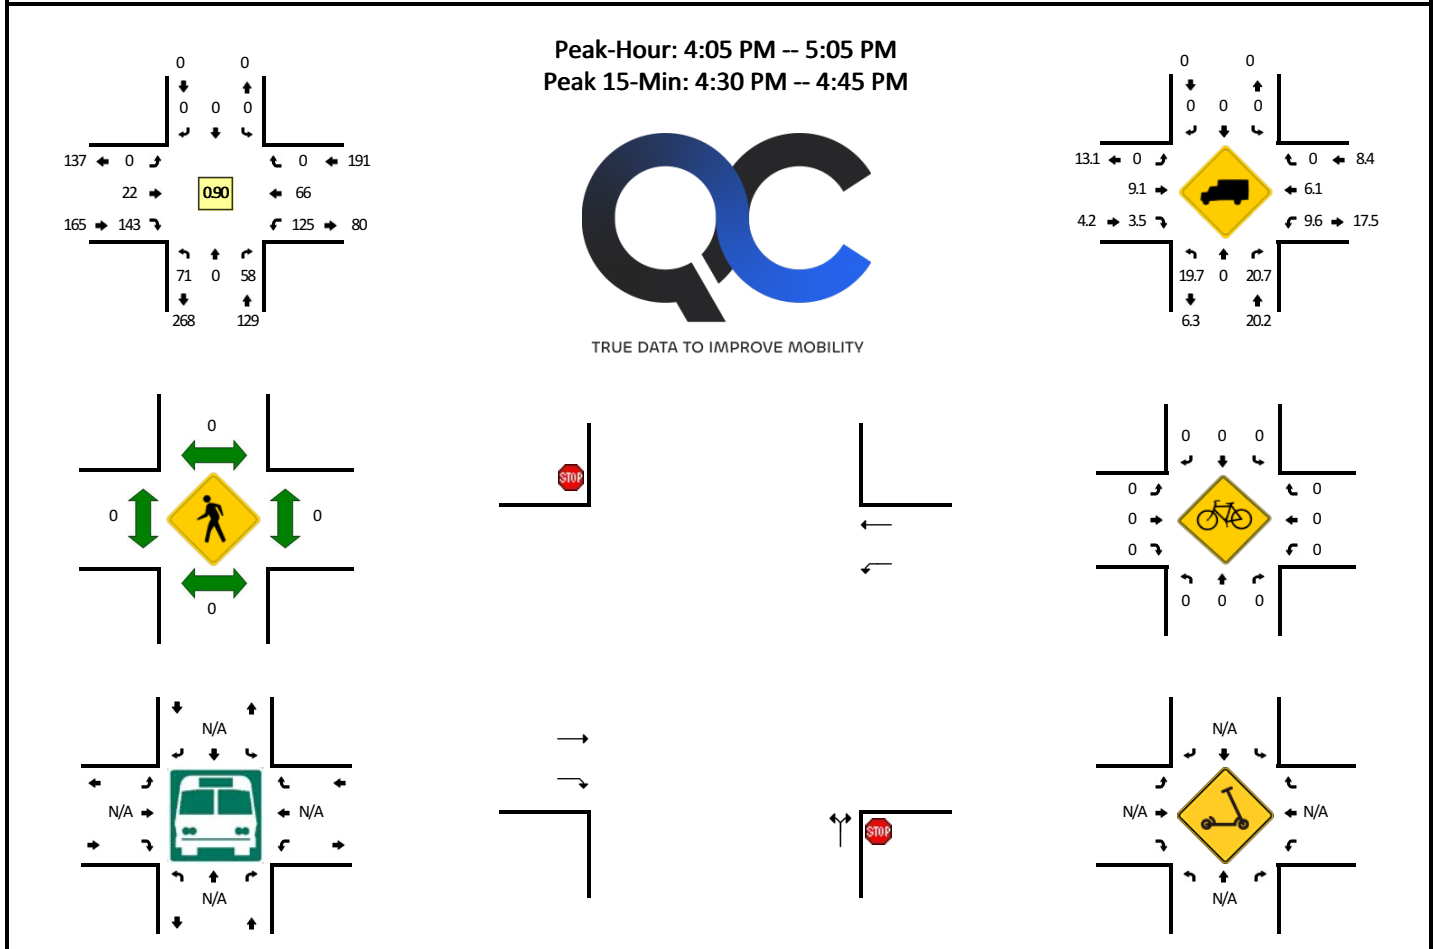 Peak-Hour: 4:05 PM -- 5:05 PM
Peak 15-Min: 4:30 PM -- 4:45 PM
0 0
0 0 0
137 0 0 191
22 0.90 66
165 143 125 80
71 0 58
268 129
TRUE DATA TO IMPROVE MOBILITY
0 0
0 0 0
13.1 0 0 8.4
9.1 6.1
4.2 3.5 9.6 17.5
19.7 0 20.7
6.3 20.2
0
0 0
0
STOP
STOP
0 0 0
0 0
0 0
0 0
0 0 0
N/A
N/A N/A
N/A
N/A
N/A N/A
N/A